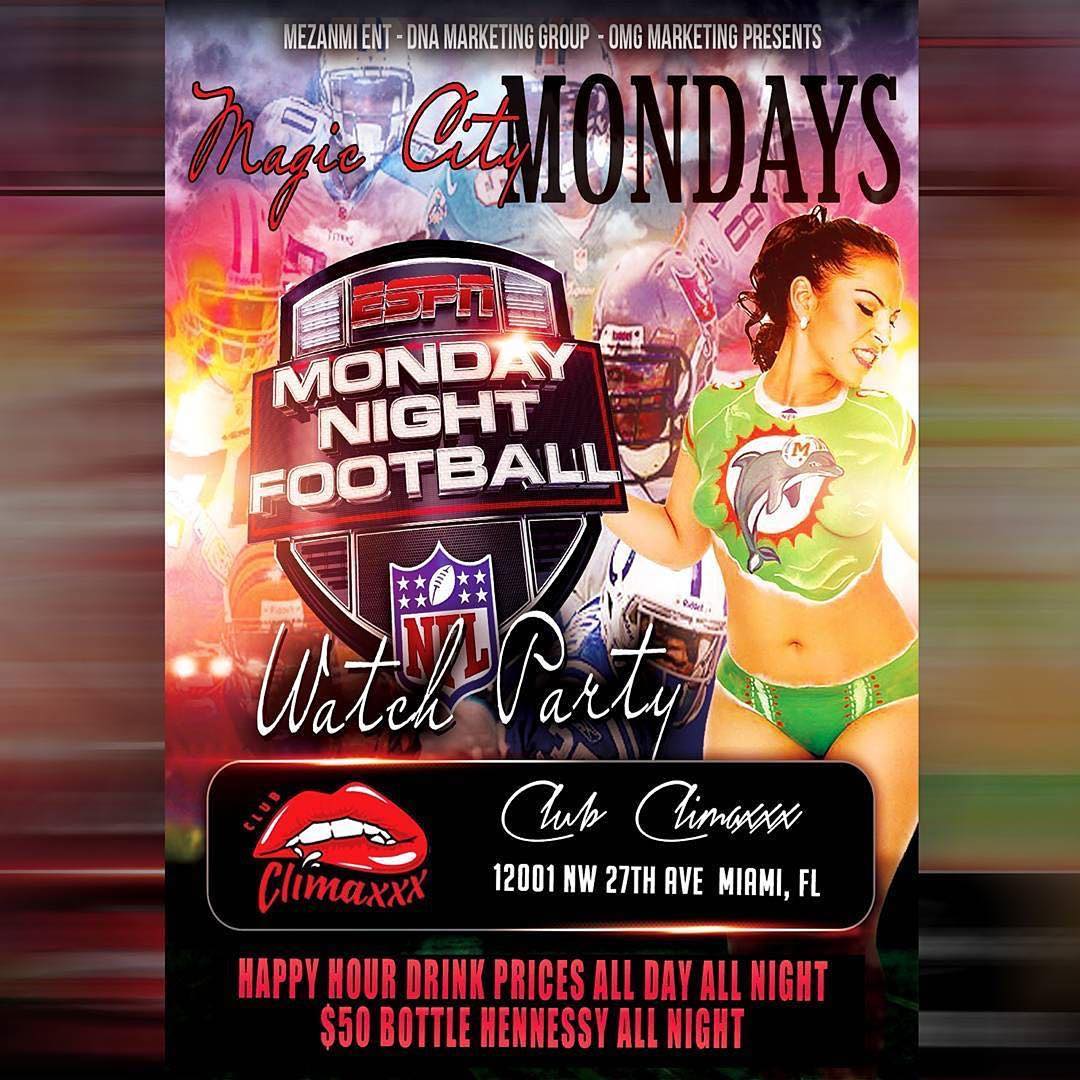 MEZANMI ENT - DNA MARKETING GROUP - OMG MARKETING PRESENTS
Magic City MONDAYS
ESPN
MONDAY
NIGHT
FOOTBALL
NFL
Watch Party
CLUB
Climaxxx
Club Climaxxx
12001 NW 27TH AVE MIAMI, FL
HAPPY HOUR DRINK PRICES ALL DAY ALL NIGHT
$50 BOTTLE HENNESSY ALL NIGHT
TITANS
Riddell
M